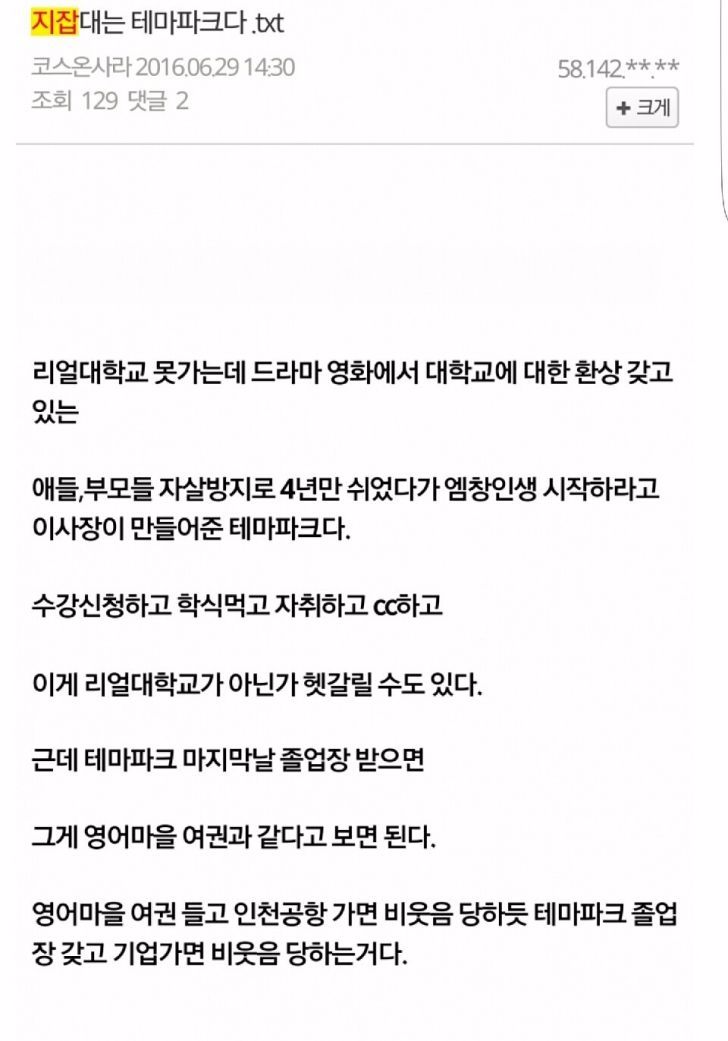 지잡대는 테마파크다 .txt
코스온사라 2016.06.29 14:30
58.142.**.**
조회 129 댓글 2
+ 크게
리얼대학교 못가는데 드라마 영화에서 대학교에 대한 환상 갖고
있는
애들,부모들 자살방지로 4년만 쉬었다가 엠창인생 시작하라고
이사장이 만들어준 테마파크다.
수강신청하고 학식먹고 자취하고 cc하고
이게 리얼대학교가 아닌가 헷갈릴 수도 있다.
근데 테마파크 마지막날 졸업장 받으면
그게 영어마을 여권과 같다고 보면 된다.
영어마을 여권 들고 인천공항 가면 비웃음 당하듯 테마파크 졸업
장 갖고 기업가면 비웃음 당하는거다.